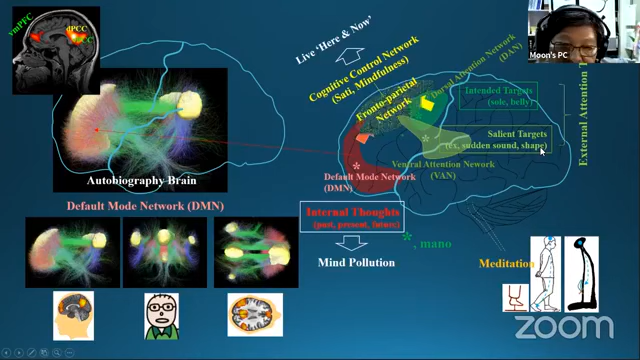 vmPFC
dPCC
Live 'Here & Now'
Cognitive Control Network
(Sati, Mindfulness)
Fronto-parietal
Network
Dorsal Attention Network
(DAN)
Moon's PC
External Attention
Intended Targets
(sole, belly)
Salient Targets
(ex, sudden sound, shape)
Ventral Attention Nework
(VAN)
Autobiography Brain
Default Mode Network (DMN)
*
*
Default Mode Network
(DMN)
Internal Thoughts
(past, present, future)
*, mano
Mind Pollution
Meditation
zoom